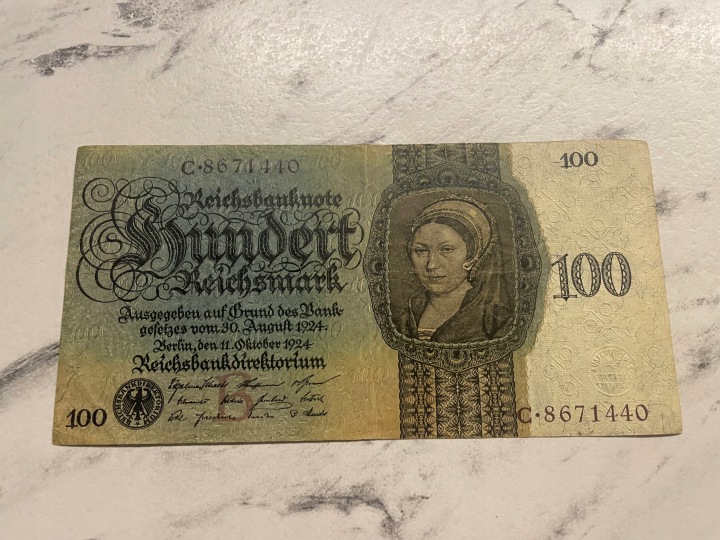 C·8671440
100
Reichsbanknote
Hundert
Reichsmark
100
Ausgegeben auf Grund des Bank-
gesetzes vom 30. August 1924.
Berlin, den 11. Oktober 1924
Reichsbankdirektorium
100
C·8671440